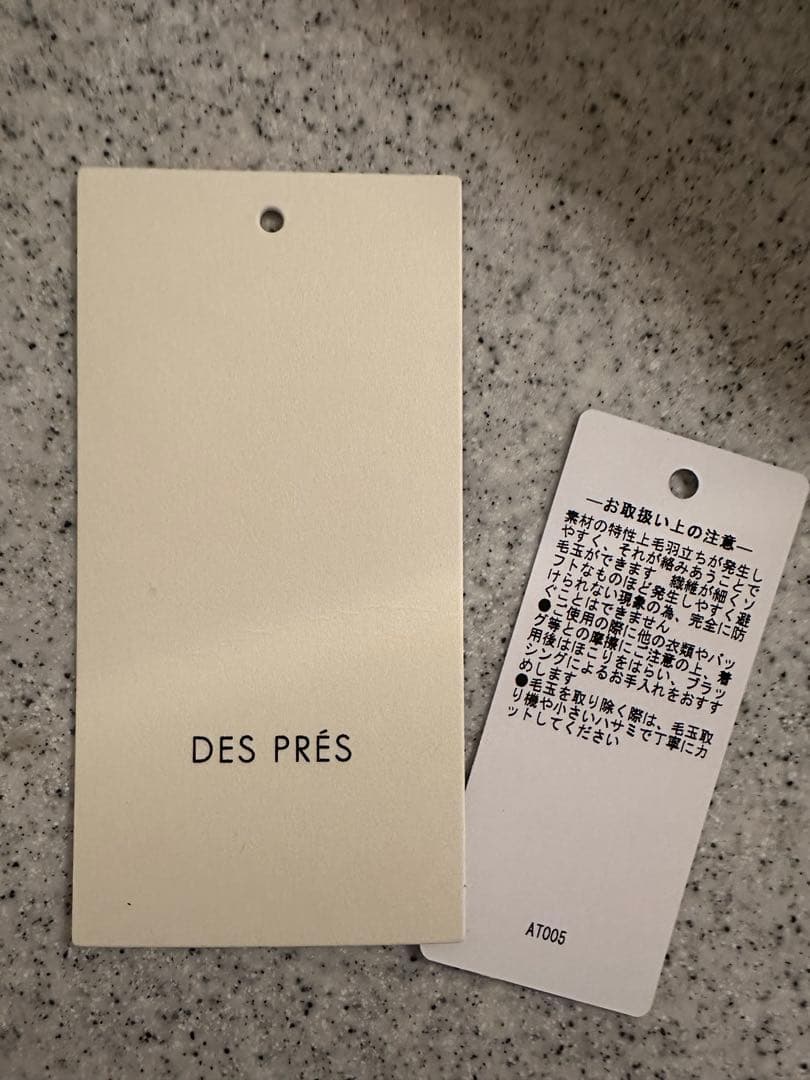 DES PRÉS
―お取扱い上の注意―
素材の特性上毛羽立ちが発生し
やすく、それが絡みあうことで
毛玉ができます 繊維が細くソ
フトなものほど発生しやすく避
けられない現象の為、完全に防
ぐことはできません
●ご使用の際に他の衣類やバッ
グ等との摩擦にご注意の上、着
用後はほこりをはらい、ブラッ
シングによるお手入れをおすす
めします
●毛玉を取り除く際は、毛玉取
り機や小さいハサミで丁寧にカ
ットしてください
AT005